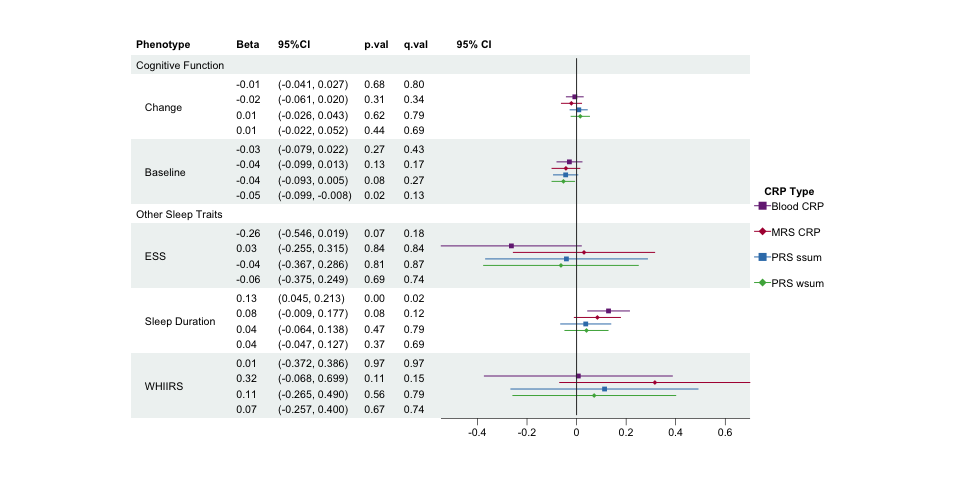 Phenotype Beta 95%CI p.val q.val 95% CI
Cognitive Function
-0.01 (-0.041, 0.027) 0.68 0.80
-0.02 (-0.061, 0.020) 0.31 0.34
Change
0.01 (-0.026, 0.043) 0.62 0.79
0.01 (-0.022, 0.052) 0.44 0.69
-0.03 (-0.079, 0.022) 0.27 0.43
-0.04 (-0.099, 0.013) 0.13 0.17
Baseline
-0.04 (-0.093, 0.005) 0.08 0.27
-0.05 (-0.099, -0.008) 0.02 0.13
Other Sleep Traits
-0.26 (-0.546, 0.019) 0.07 0.18
0.03 (-0.255, 0.315) 0.84 0.84
ESS
-0.04 (-0.367, 0.286) 0.81 0.87
-0.06 (-0.375, 0.249) 0.69 0.74
0.13 (0.045, 0.213) 0.00 0.02
0.08 (-0.009, 0.177) 0.08 0.12
Sleep Duration
0.04 (-0.064, 0.138) 0.47 0.79
0.04 (-0.047, 0.127) 0.37 0.69
0.01 (-0.372, 0.386) 0.97 0.97
0.32 (-0.068, 0.699) 0.11 0.15
WHIIRS
0.11 (-0.265, 0.490) 0.56 0.79
0.07 (-0.257, 0.400) 0.67 0.74
-0.4 -0.2 0 0.2 0.4 0.6
CRP Type
Blood CRP
MRS CRP
PRS ssum
PRS wsum